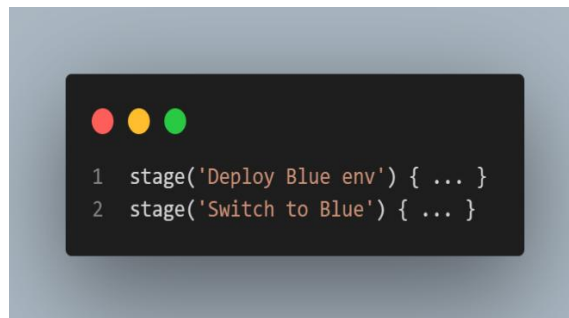 1 stage('Deploy Blue env') { ... }
2 stage('Switch to Blue') { ... }